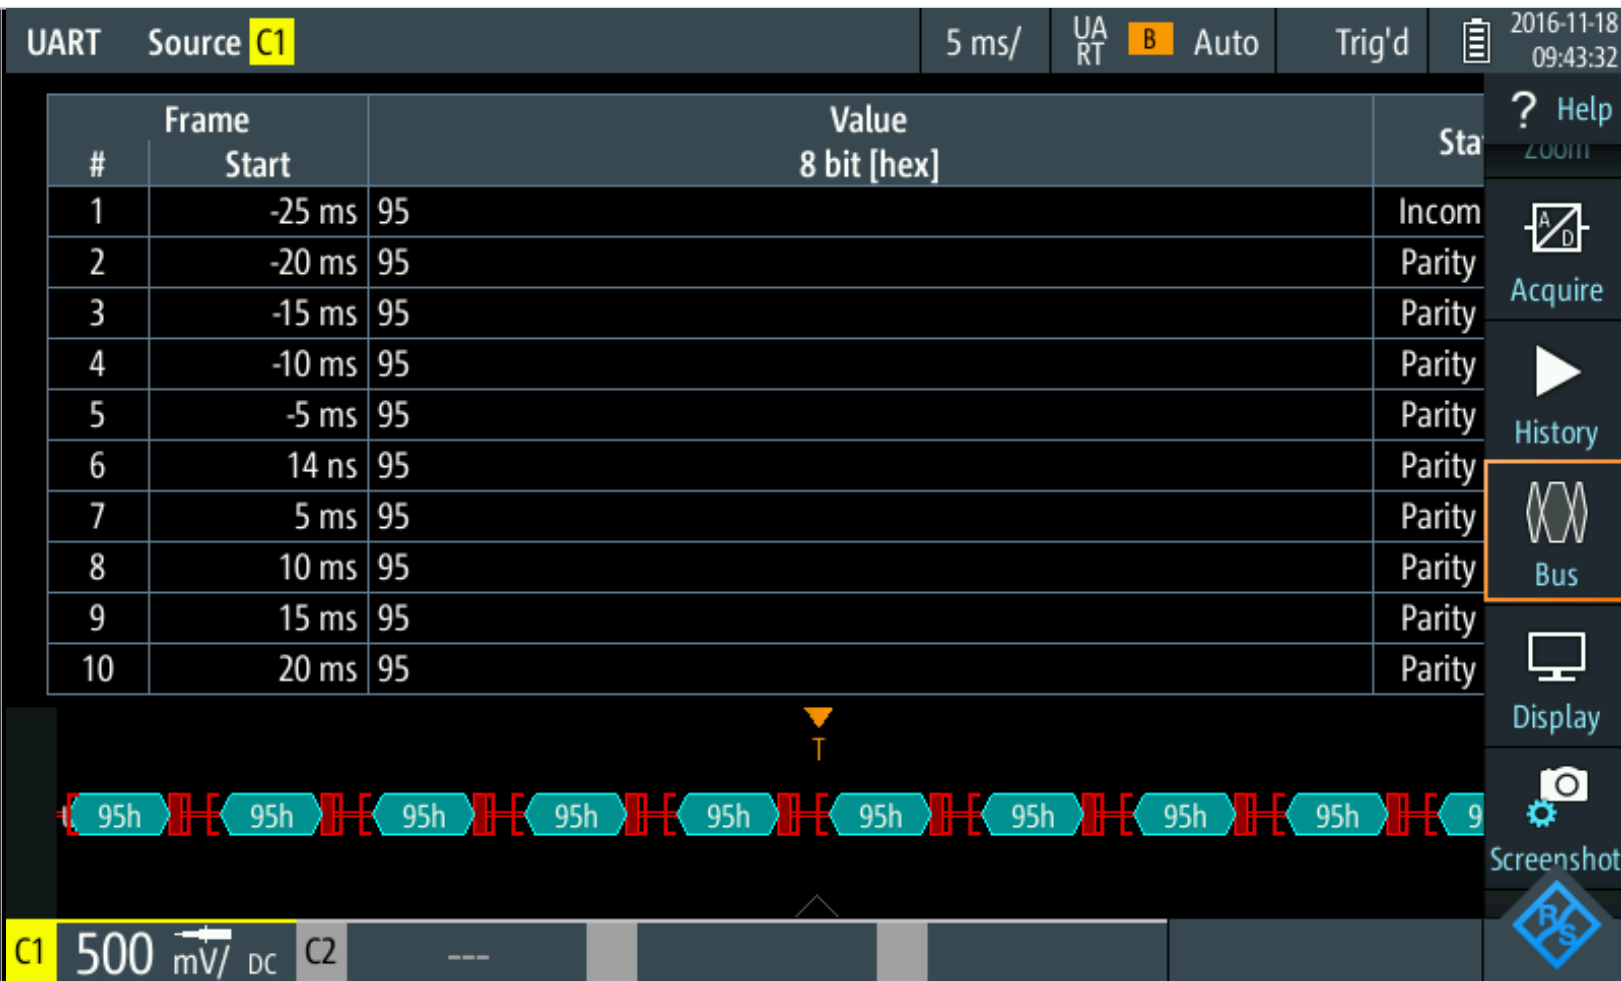 UART Source C1 5 ms/ UA RT B Auto Trig'd 2016-11-18
09:43:32
? Help
Zoom
Frame Value Sta
# Start 8 bit [hex]
1 -25 ms 95 Incom
2 -20 ms 95 Parity
3 -15 ms 95 Parity
4 -10 ms 95 Parity
5 -5 ms 95 Parity
6 14 ns 95 Parity
7 5 ms 95 Parity
8 10 ms 95 Parity
9 15 ms 95 Parity
10 20 ms 95 Parity
A D
Acquire
History
Bus
Display
Screenshot
T
95h 95h 95h 95h 95h 95h 95h 95h 95h 9
C1 500 mV/ DC C2 ---
R S